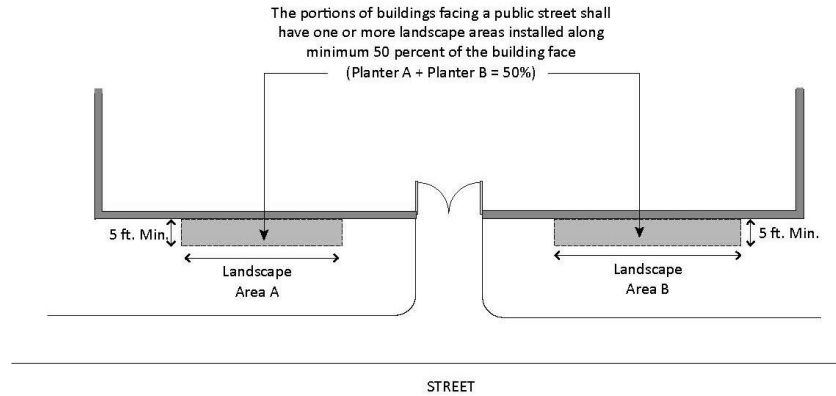 The portions of buildings facing a public street shall
have one or more landscape areas installed along
minimum 50 percent of the building face
(Planter A + Planter B = 50%)
5 ft. Min.
5 ft. Min.
Landscape
Area A
Landscape
Area B
STREET